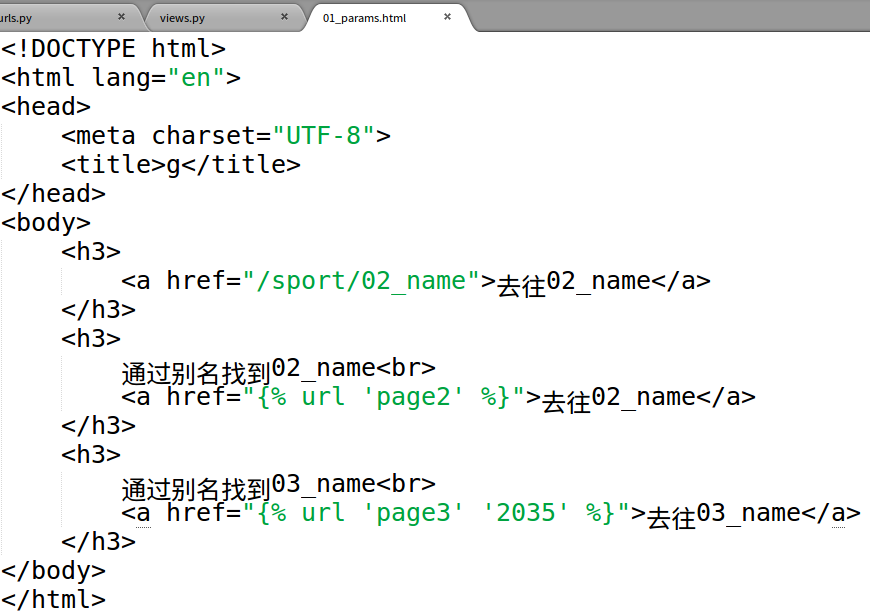 urls.py × views.py × 01_params.html ×
<!DOCTYPE html>
<html lang="en">
<head>
    <meta charset="UTF-8">
    <title>g</title>
</head>
<body>
    <h3>
        <a href="/sport/02_name">去往02_name</a>
    </h3>
    <h3>
        通过别名找到02_name<br>
        <a href="{% url 'page2' %}">去往02_name</a>
    </h3>
    <h3>
        通过别名找到03_name<br>
        <a href="{% url 'page3' '2035' %}">去往03_name</a>
    </h3>
</body>
</html>